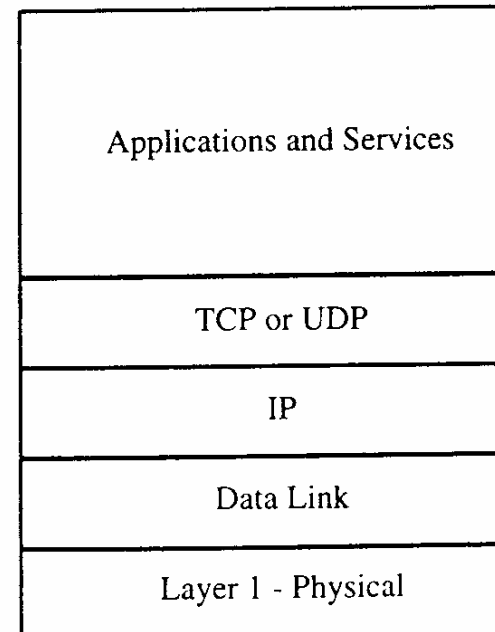 Applications and Services
TCP or UDP
IP
Data Link
Layer 1 - Physical